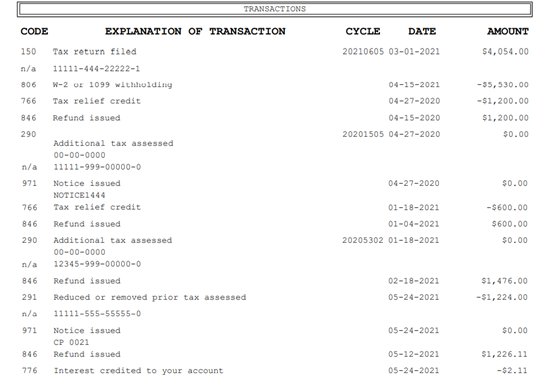 TRANSACTIONS
CODE EXPLANATION OF TRANSACTION CYCLE DATE AMOUNT
150 Tax return filed 20210605 03-01-2021 $4,054.00
n/a 11111-444-22222-1
806 W-2 or 1099 withholding 04-15-2021 -$5,530.00
766 Tax relief credit 04-27-2020 -$1,200.00
846 Refund issued 04-15-2020 $1,200.00
290 20201505 04-27-2020 $0.00
Additional tax assessed
00-00-0000
n/a 11111-999-00000-0
971 Notice issued 04-27-2020 $0.00
NOTICE1444
766 Tax relief credit 01-18-2021 -$600.00
846 Refund issued 01-04-2021 $600.00
290 Additional tax assessed 20205302 01-18-2021 $0.00
00-00-0000
n/a 12345-999-00000-0
846 Refund issued 02-18-2021 $1,476.00
291 Reduced or removed prior tax assessed 05-24-2021 -$1,224.00
n/a 11111-555-55555-0
971 Notice issued 05-24-2021 $0.00
CP 0021
846 Refund issued 05-12-2021 $1,226.11
776 Interest credited to your account 05-24-2021 -$2.11